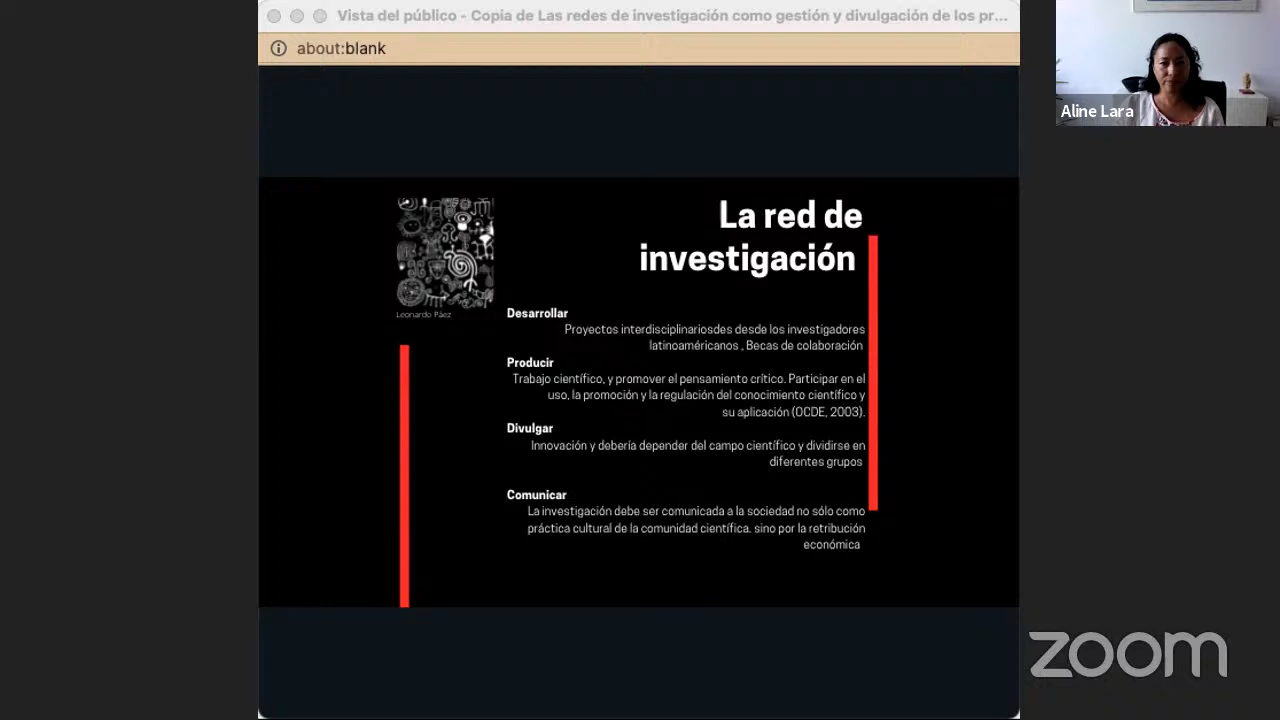 Vista del público - Copia de Las redes de investigación como gestión y divulgación de los pr...
about:blank
Aline Lara
La red de
investigación
Leonardo Páez
Desarrollar
Proyectos interdisciplinariosdes desde los investigadores
latinoaméricanos , Becas de colaboración
Producir
Trabajo científico, y promover el pensamiento crítico. Participar en el
uso, la promoción y la regulación del conocimiento científico y
su aplicación (OCDE, 2003).
Divulgar
Innovación y debería depender del campo científico y dividirse en
diferentes grupos
Comunicar
La investigación debe ser comunicada a la sociedad no sólo como
práctica cultural de la comunidad científica. sino por la retribución
económica
zoom